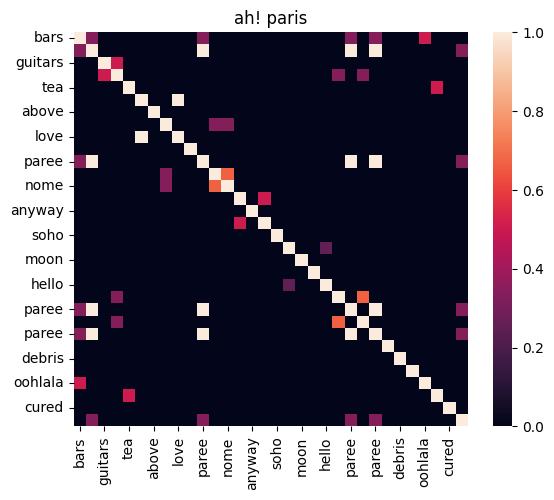 ah! paris
bars
guitars
tea
above
love
paree
nome
anyway
soho
moon
hello
paree
paree
debris
oohlala
cured
bars
guitars
tea
above
love
paree
nome
anyway
soho
moon
hello
paree
paree
debris
oohlala
cured
1.0
0.8
0.6
0.4
0.2
0.0